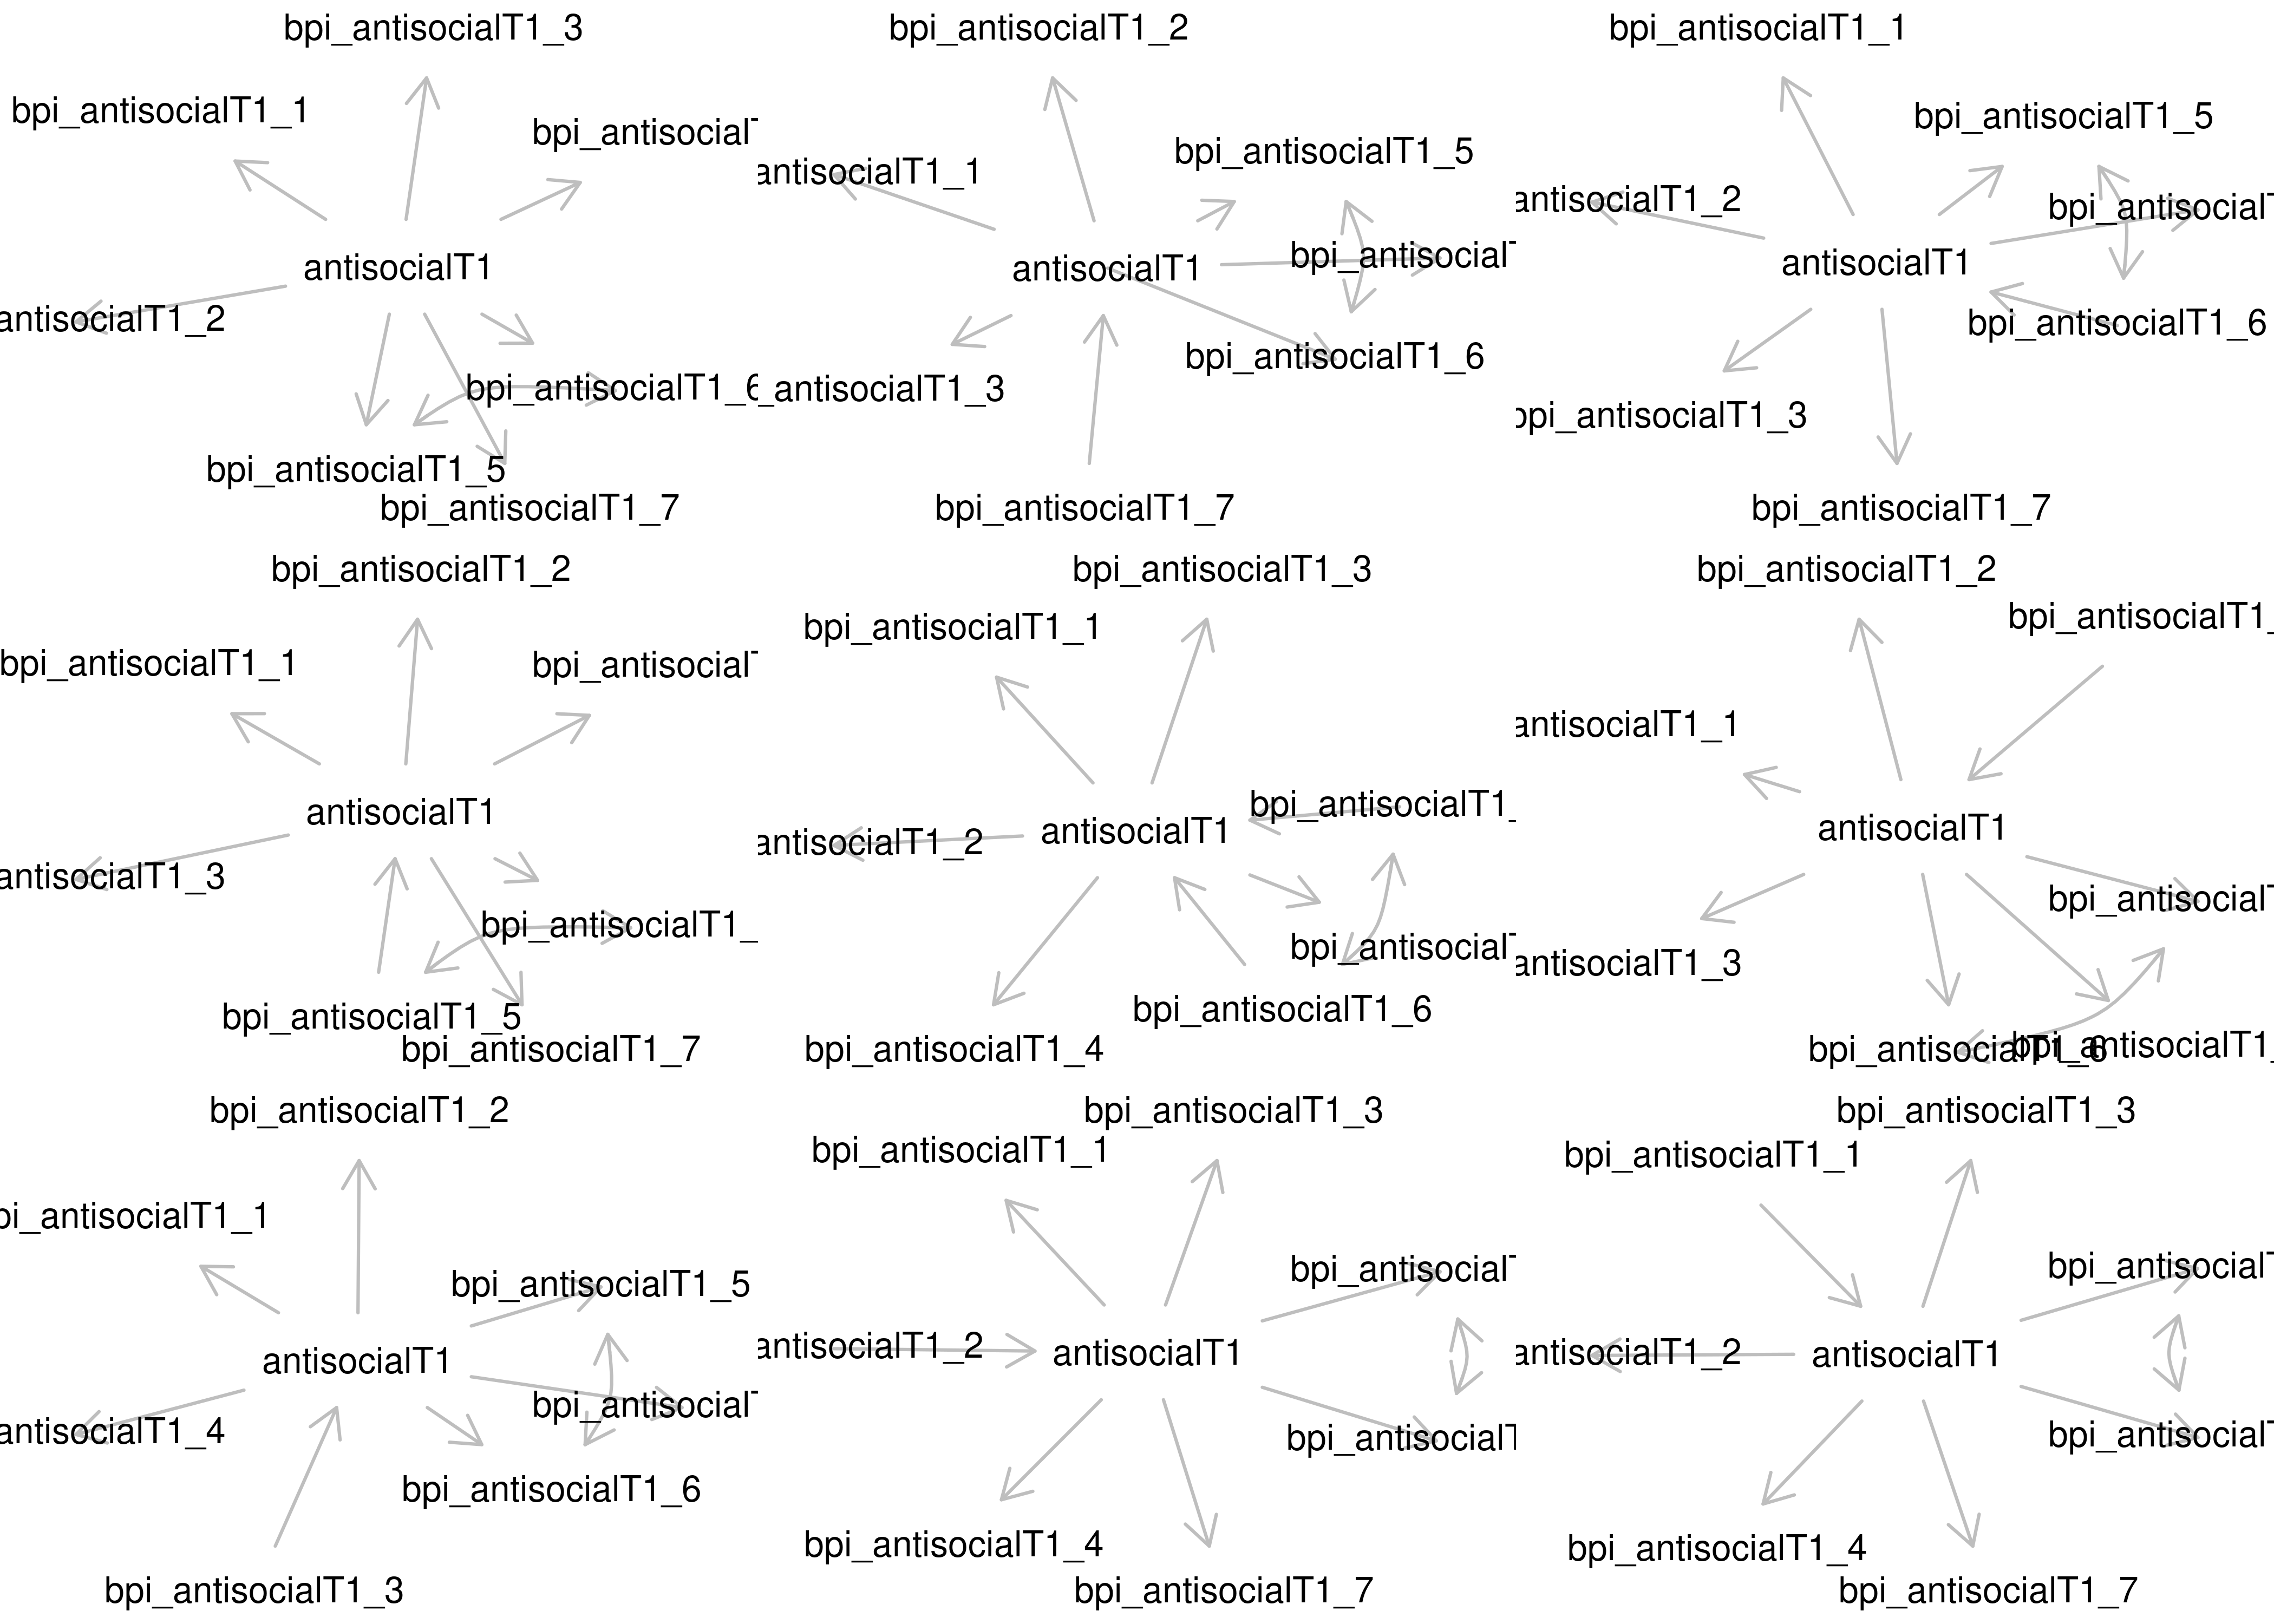 bpi_antisocialT1_3
bpi_antisocialT1_1
bpi_antisocial
antisocialT1
antisocialT1_2
bpi_antisocialT1_6
bpi_antisocialT1_5
bpi_antisocialT1_7
bpi_antisocialT1_2
antisocialT1_1
bpi_antisocialT1_5
bpi_antisocial
antisocialT1
bpi_antisocialT1_6
_antisocialT1_3
bpi_antisocialT1_7
bpi_antisocialT1_1
bpi_antisocialT1_5
antisocialT1_2
bpi_antisocial
antisocialT1
bpi_antisocialT1_6
bpi_antisocialT1_3
bpi_antisocialT1_7
bpi_antisocialT1_2
bpi_antisocialT1_1
bpi_antisocial
antisocialT1
antisocialT1_3
bpi_antisocialT1_
bpi_antisocialT1_5
bpi_antisocialT1_7
bpi_antisocialT1_3
bpi_antisocialT1_1
bpi_antisocialT1_
antisocialT1
antisocialT1_2
bpi_antisocial
bpi_antisocialT1_6
bpi_antisocialT1_4
bpi_antisocialT1_2
bpi_antisocialT1_
antisocialT1_1
antisocialT1
bpi_antisocial
antisocialT1_3
bpi_antisocialT1_6
bpi_antisocialT1_
bpi_antisocialT1_2
bpi_antisocialT1_1
bpi_antisocialT1_5
antisocialT1
bpi_antisocial
antisocialT1_4
bpi_antisocialT1_6
bpi_antisocialT1_3
bpi_antisocialT1_3
bpi_antisocialT1_1
bpi_antisocial
antisocialT1_2
antisocialT1
bpi_antisocial
bpi_antisocialT1_4
bpi_antisocialT1_7
bpi_antisocialT1_3
bpi_antisocialT1_1
bpi_antisocial
antisocialT1_2
antisocialT1
bpi_antisocial
bpi_antisocialT1_4
bpi_antisocialT1_7